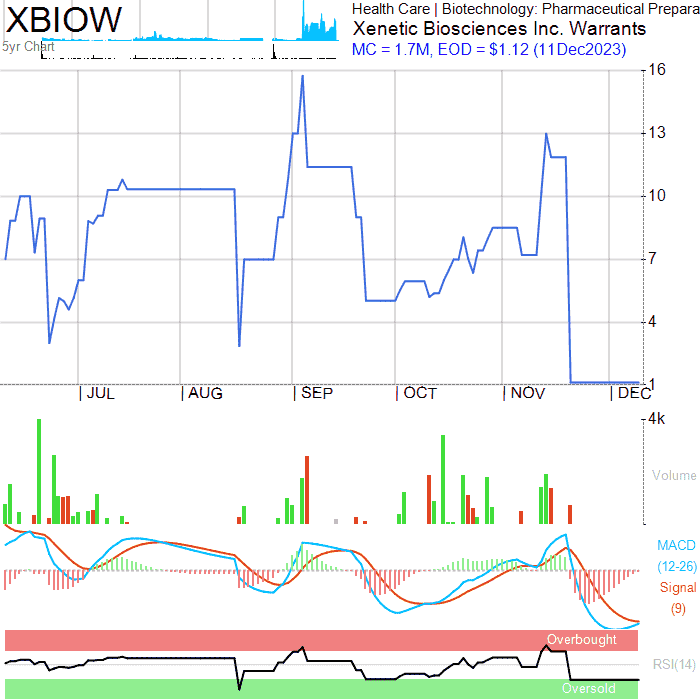 XBIOW
5yr Chart
Health Care | Biotechnology: Pharmaceutical Prepara
Xenetic Biosciences Inc. Warrants
MC = 1.7M, EOD = $1.12 (11Dec2023)
16
13
10
7
4
1
JUL
AUG
SEP
OCT
NOV
DEC
4k
Volume
MACD
(12-26)
Signal
(9)
Overbought
RSI(14)
Oversold